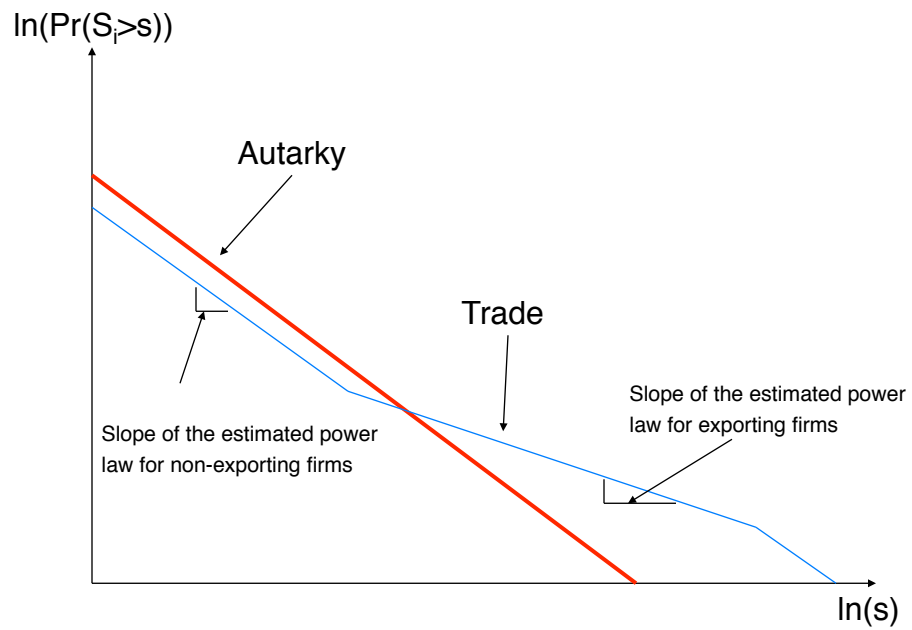 ln(Pr(Sᵢ>s))
Autarky
Trade
Slope of the estimated power
law for exporting firms
Slope of the estimated power
law for non-exporting firms
ln(s)